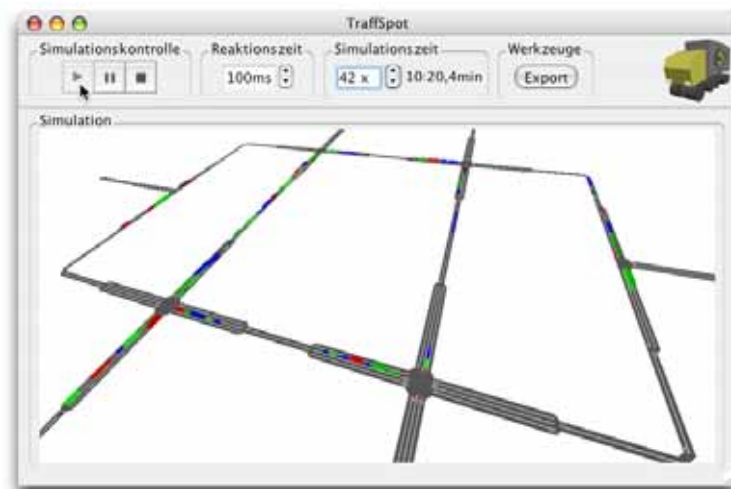 TraffSpot
Simulationskontrolle
Reaktionszeit
Simulationszeit
Werkzeuge
100ms
42 x
10:20,4min
Export
Simulation